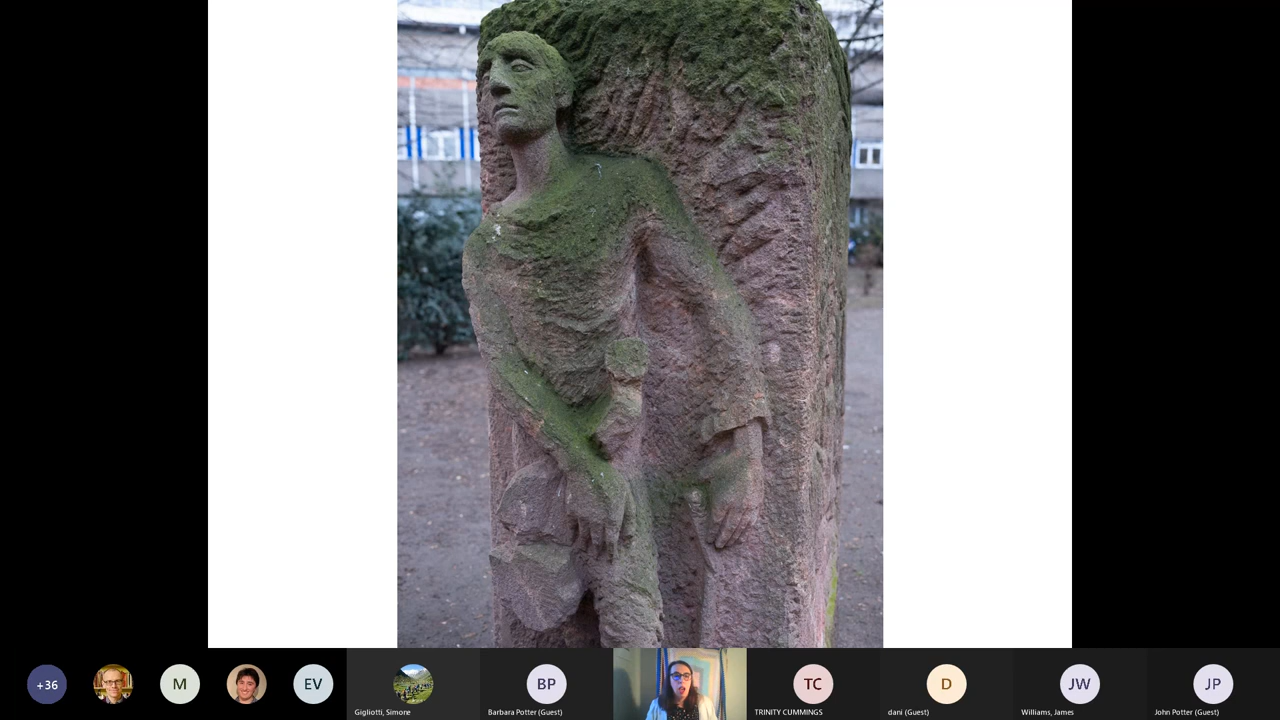 +36
M
EV
Gigliotti, Simone
BP
Barbara Potter (Guest)
TC
TRINITY CUMMINGS
D
dani (Guest)
JW
Williams, James
JP
John Potter (Guest)